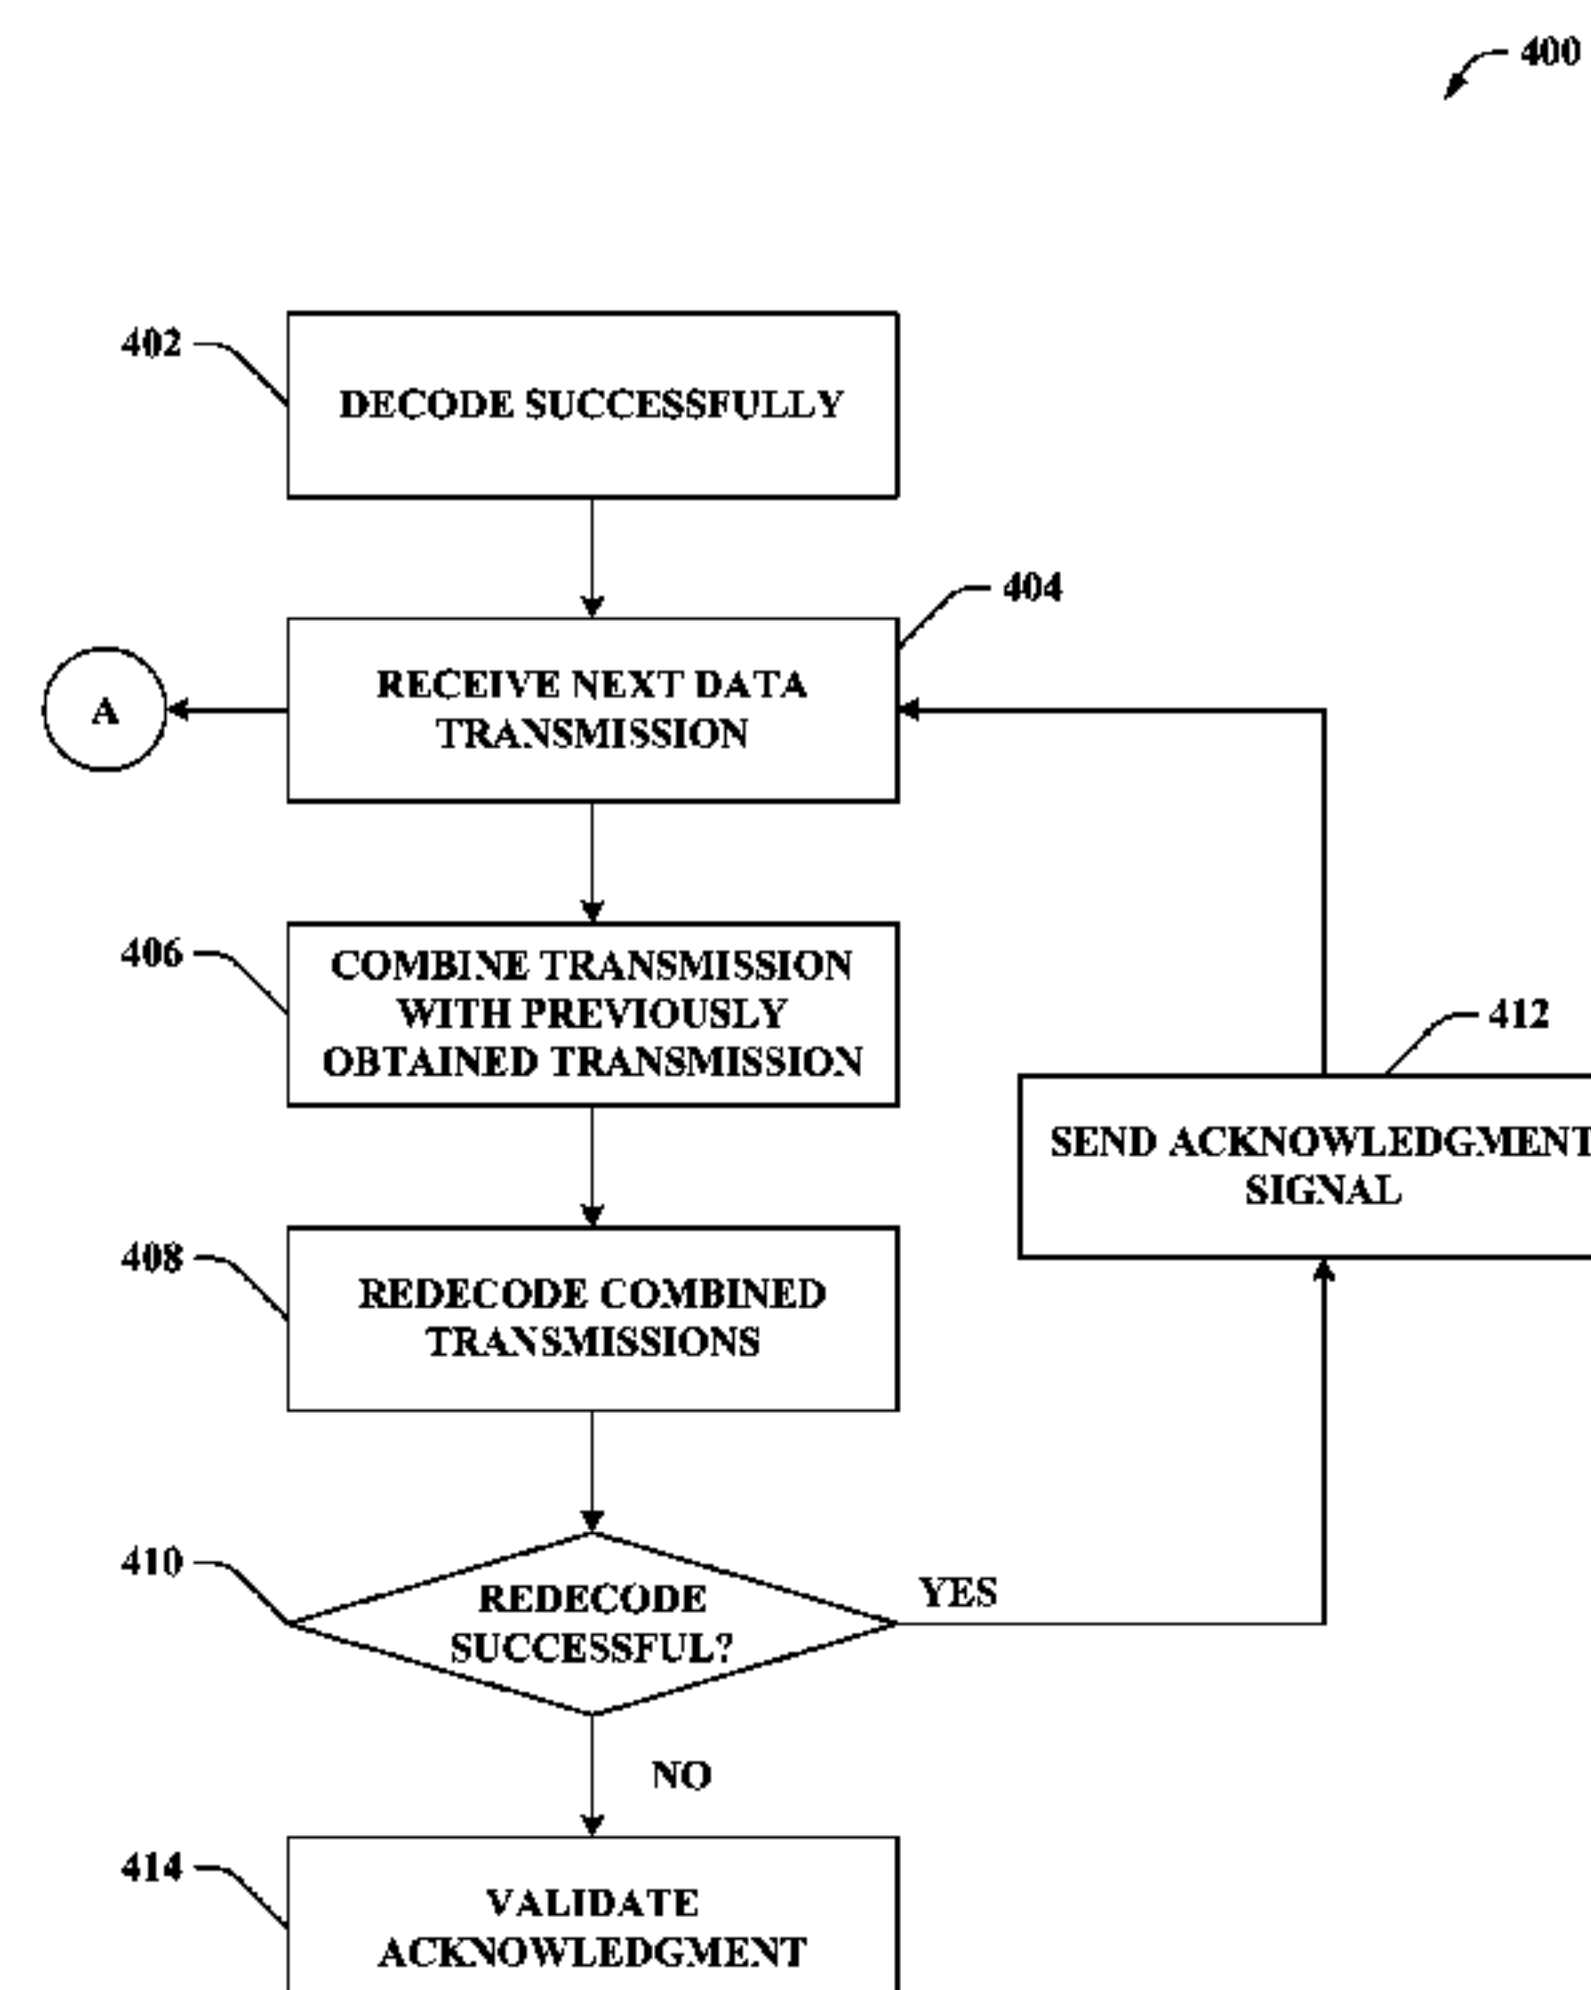 400
402
DECODE SUCCESSFULLY
404
RECEIVE NEXT DATA
TRANSMISSION
A
406
COMBINE TRANSMISSION
WITH PREVIOUSLY
OBTAINED TRANSMISSION
412
SEND ACKNOWLEDGMENT
SIGNAL
408
REDECODE COMBINED
TRANSMISSIONS
410
REDECODE
SUCCESSFUL?
YES
NO
414
VALIDATE
ACKNOWLEDGMENT